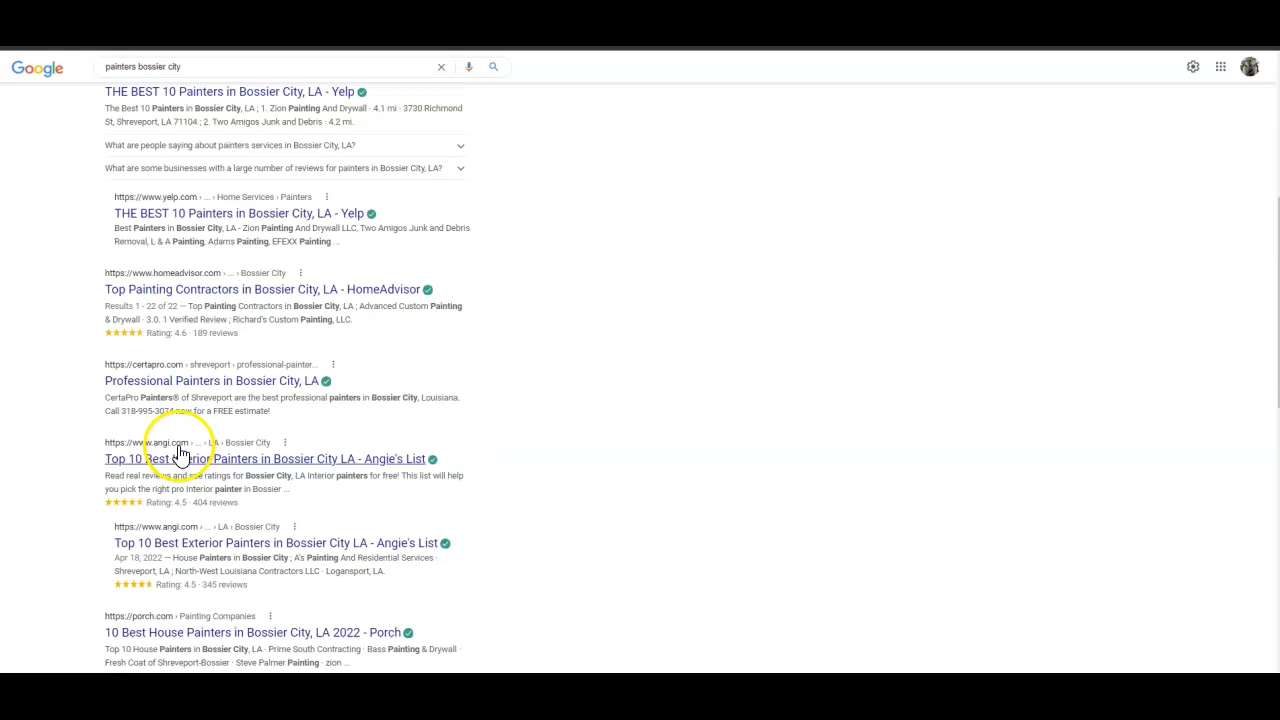 Google
painters bossier city
THE BEST 10 Painters in Bossier City, LA - Yelp
The Best 10 Painters in Bossier City, LA ; 1. Zion Painting And Drywall · 4.1 mi · 3730 Richmond
St, Shreveport, LA 71104 ; 2. Two Amigos Junk and Debris · 4.2 mi.
What are people saying about painters services in Bossier City, LA?
What are some businesses with a large number of reviews for painters in Bossier City, LA?
https://www.yelp.com › ... › Home Services › Painters
THE BEST 10 Painters in Bossier City, LA - Yelp
Best Painters in Bossier City, LA - Zion Painting And Drywall LLC, Two Amigos Junk and Debris
Removal, L & A Painting, Adams Painting, EFEXX Painting ...
https://www.homeadvisor.com › ... › Bossier City
Top Painting Contractors in Bossier City, LA - HomeAdvisor
Results 1 - 22 of 22 — Top Painting Contractors in Bossier City, LA ; Advanced Custom Painting
& Drywall · 3.0. 1 Verified Review ; Richard's Custom Painting, LLC.
Rating: 4.6 · 189 reviews
https://certapro.com › shreveport › professional-painter...
Professional Painters in Bossier City, LA
CertaPro Painters® of Shreveport are the best professional painters in Bossier City, Louisiana.
Call 318-995-3074 now for a FREE estimate!
https://www.angi.com › ... › LA › Bossier City
Top 10 Best Interior Painters in Bossier City LA - Angie's List
Read real reviews and see ratings for Bossier City, LA Interior painters for free! This list will help
you pick the right pro Interior painter in Bossier ...
Rating: 4.5 · 404 reviews
https://www.angi.com › ... › LA › Bossier City
Top 10 Best Exterior Painters in Bossier City LA - Angie's List
Apr 18, 2022 — House Painters in Bossier City ; A's Painting And Residential Services ·
Shreveport, LA ; North-West Louisiana Contractors LLC · Logansport, LA.
Rating: 4.5 · 345 reviews
https://porch.com › Painting Companies
10 Best House Painters in Bossier City, LA 2022 - Porch
Top 10 House Painters in Bossier City, LA · Prime South Contracting · Bass Painting & Drywall ·
Fresh Coat of Shreveport-Bossier · Steve Palmer Painting · zion ...